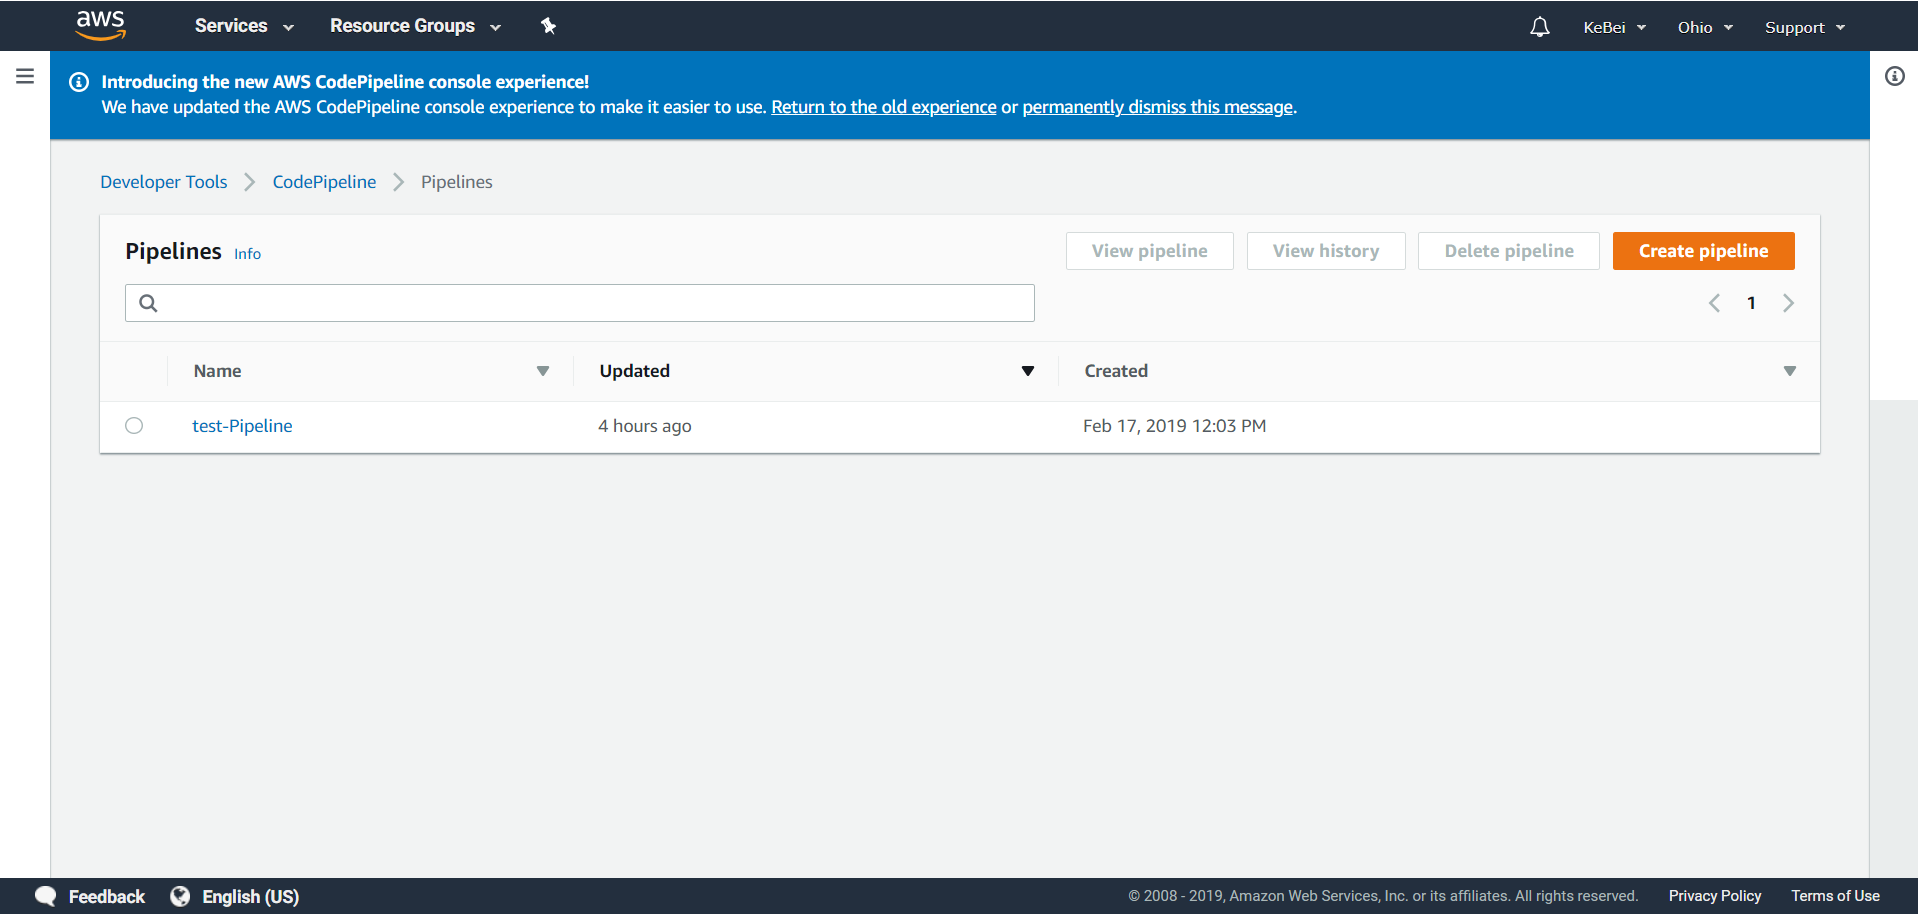 aws Services Resource Groups KeBei Ohio Support
Introducing the new AWS CodePipeline console experience!
We have updated the AWS CodePipeline console experience to make it easier to use. Return to the old experience or permanently dismiss this message.
Developer Tools CodePipeline Pipelines
Pipelines Info View pipeline View history Delete pipeline Create pipeline
1
Name Updated Created
test-Pipeline 4 hours ago Feb 17, 2019 12:03 PM
Feedback English (US) © 2008 - 2019, Amazon Web Services, Inc. or its affiliates. All rights reserved. Privacy Policy Terms of Use